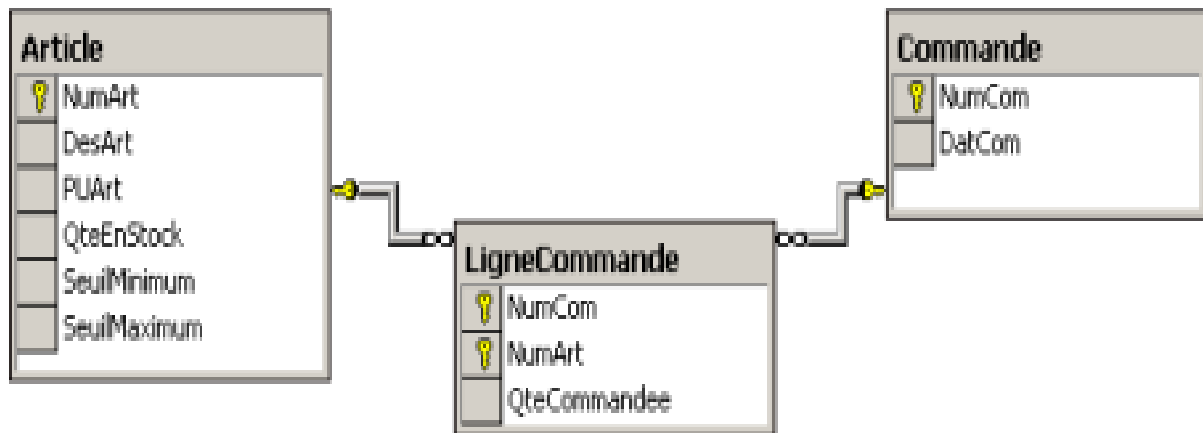 Article
NumArt
DesArt
PUArt
QteEnStock
SeuilMinimum
SeuilMaximum
Commande
NumCom
DatCom
LigneCommande
NumCom
NumArt
QteCommandee